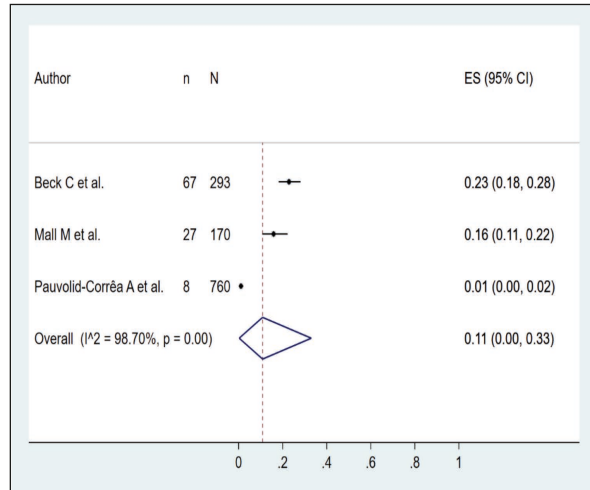 Author n N ES (95% CI)
Beck C et al. 67 293 0.23 (0.18, 0.28)
Mall M et al. 27 170 0.16 (0.11, 0.22)
Pauvolid-Corrêa A et al. 8 760 0.01 (0.00, 0.02)
Overall (I^2 = 98.70%, p = 0.00) 0.11 (0.00, 0.33)
0 .2 .4 .6 .8 1